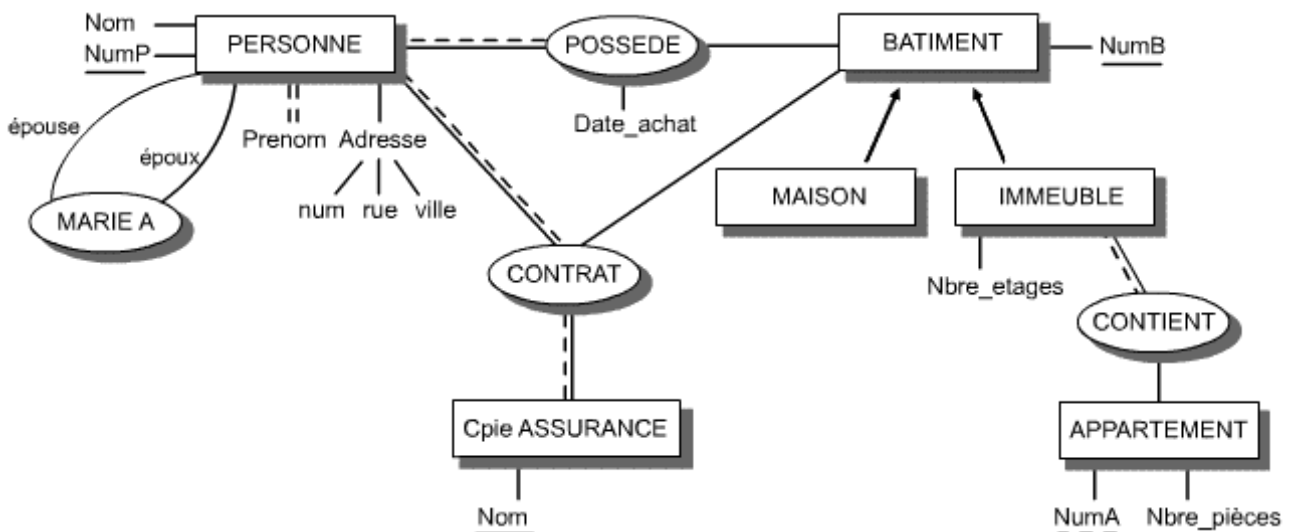 Nom
PERSONNE
POSSEDE
BATIMENT
NumP
NumB
Date_achat
épouse
époux
Prenom
Adresse
num
rue
ville
MAISON
IMMEUBLE
MARIE A
CONTRAT
Nbre_etages
CONTIENT
Cpie ASSURANCE
APPARTEMENT
Nom
NumA
Nbre_pièces